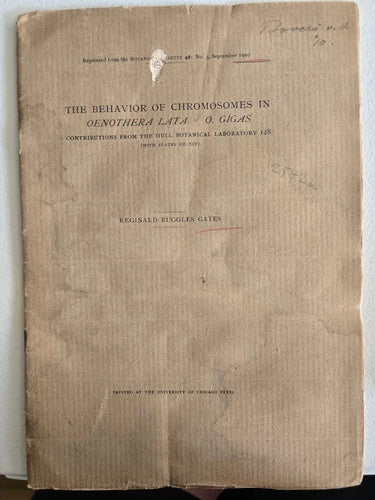 Reprinted from the BOTANICAL GAZETTE 48: No. 3, September 1909
THE BEHAVIOR OF CHROMOSOMES IN
OENOTHERA LATA × O. GIGAS
CONTRIBUTIONS FROM THE HULL BOTANICAL LABORATORY 128
(WITH PLATES XII-XIV)
REGINALD RUGGLES GATES
PRINTED AT THE UNIVERSITY OF CHICAGO PRESS